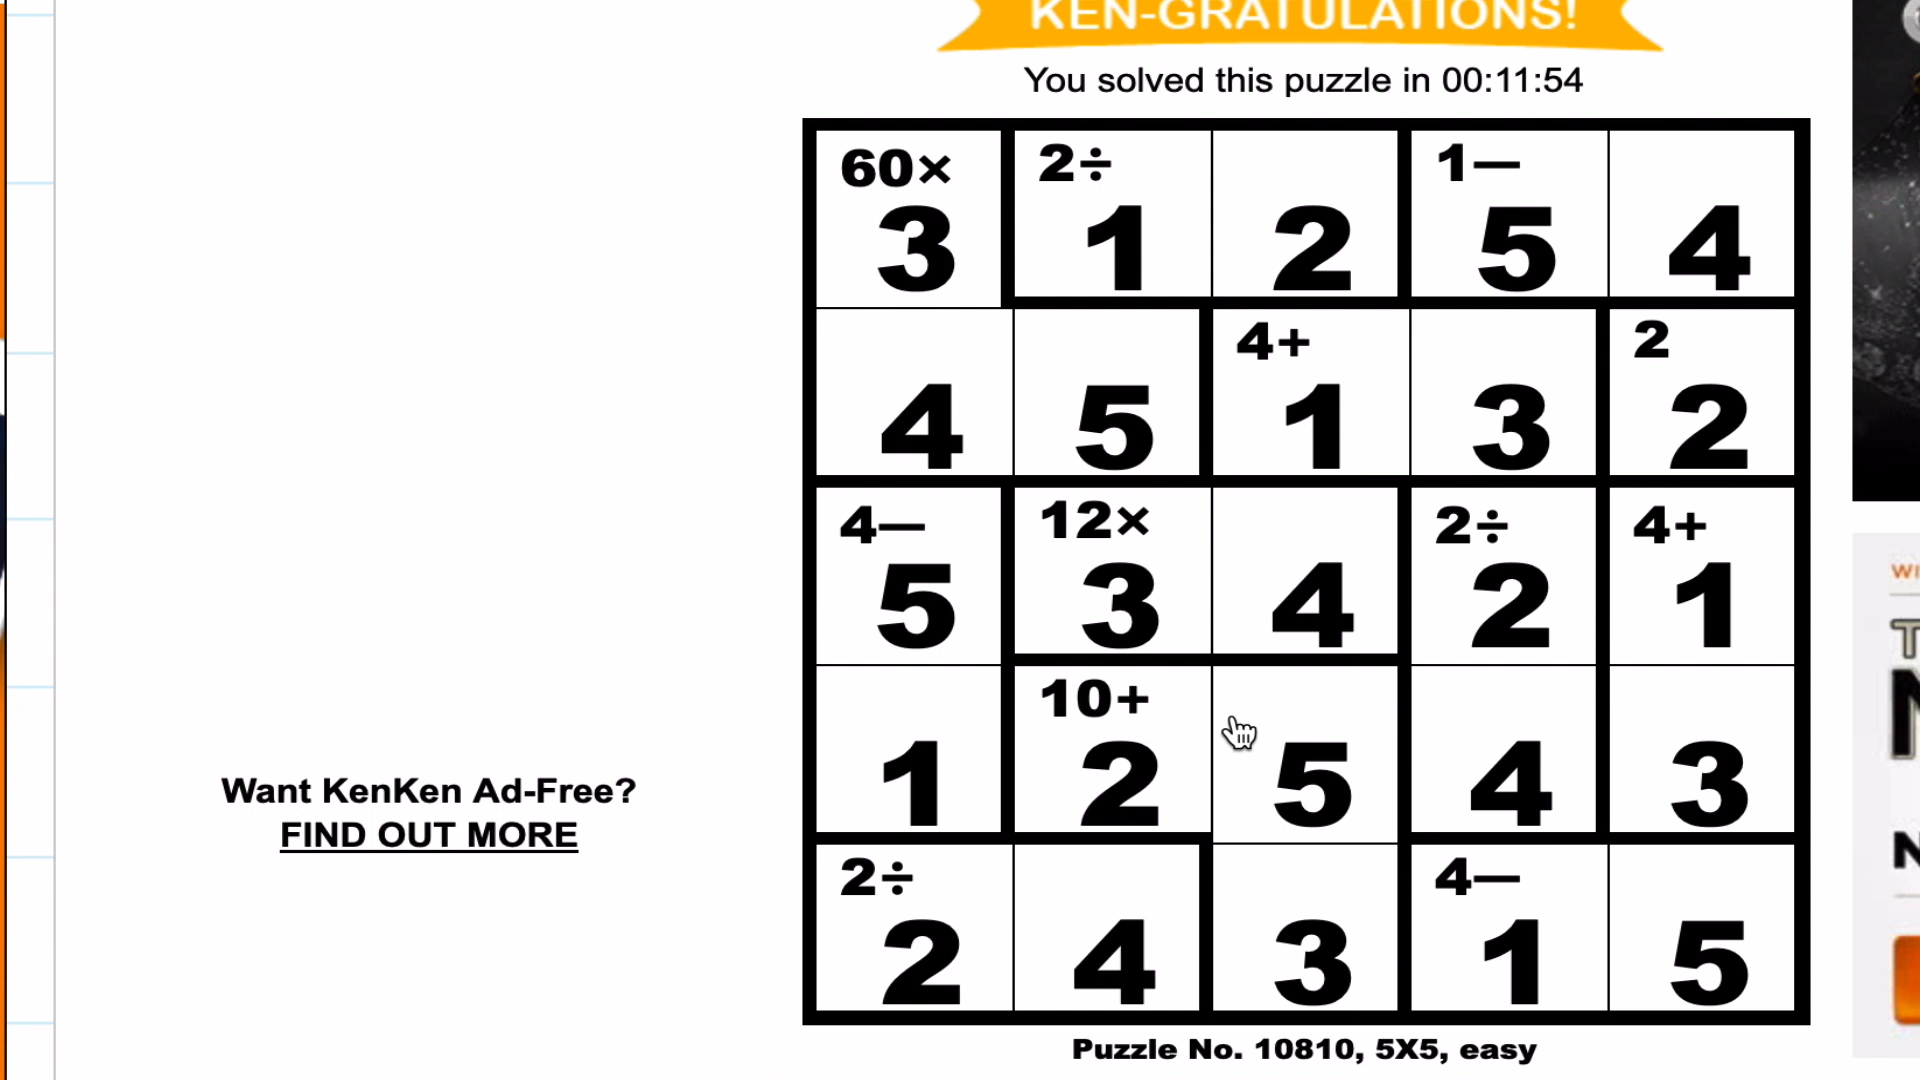 KEN-GRATULATIONS!
You solved this puzzle in 00:11:54
60× 2÷ 1—
3 1 2 5 4
4+ 2
4 5 1 3 2
4— 12× 2÷ 4+
5 3 4 2 1
10+
1 2 5 4 3
2÷ 4—
2 4 3 1 5
Puzzle No. 10810, 5X5, easy
Want KenKen Ad-Free?
FIND OUT MORE